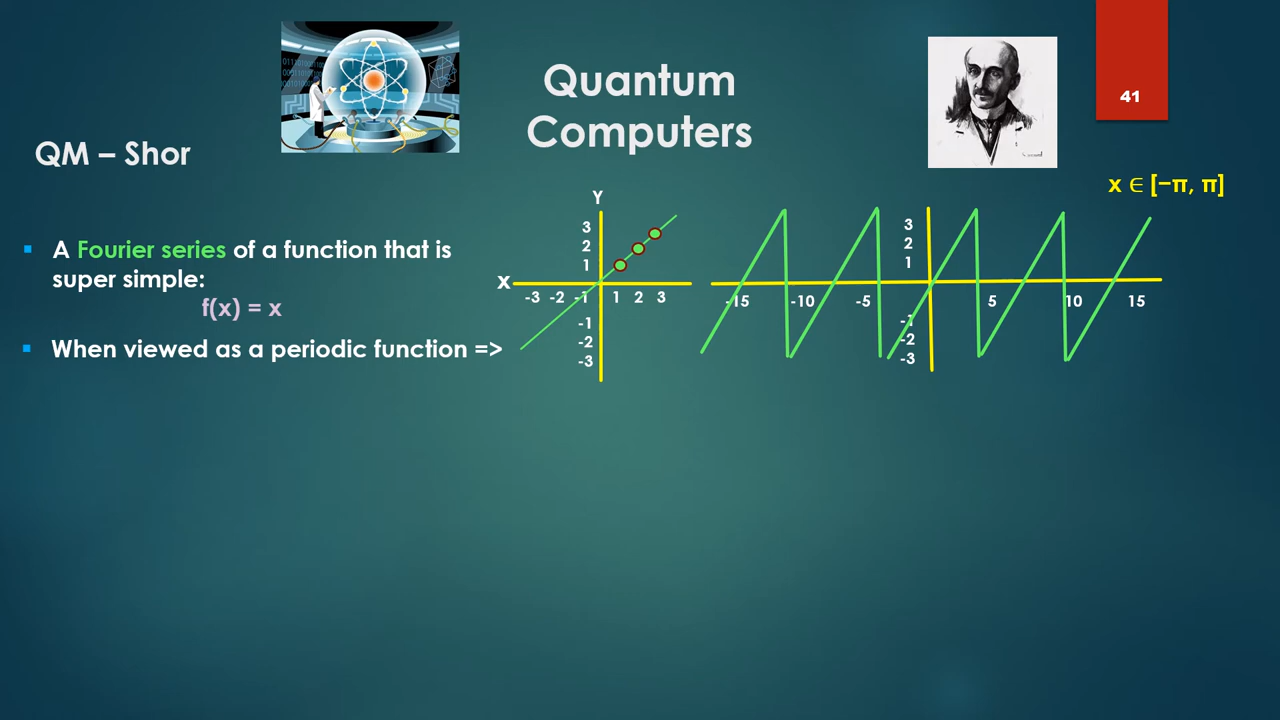 Quantum
Computers
41
QM – Shor
x ∈ [−π, π]
▪ A Fourier series of a function that is
super simple:
f(x) = x
▪ When viewed as a periodic function =>
Y
3
2
1
X
-3 -2 -1 1 2 3
-1
-2
-3
3
2
1
-15 -10 -5 5 10 15
-1
-2
-3